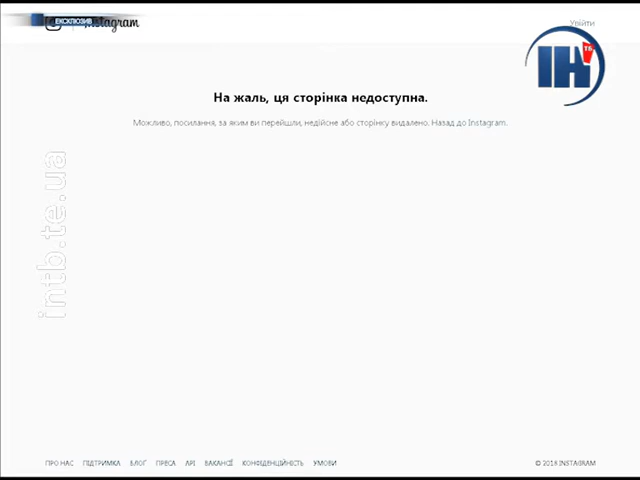 ЕКСКЛЮЗИВ
Instagram
Увійти
ІН ТБ
На жаль, ця сторінка недоступна.
Можливо, посилання, за яким ви перейшли, недійсне або сторінку видалено. Назад до Instagram.
intb.te.ua
ПРО НАС ПІДТРИМКА БЛОҐ ПРЕСА API ВАКАНСІЇ КОНФІДЕНЦІЙНІСТЬ УМОВИ
© 2018 INSTAGRAM